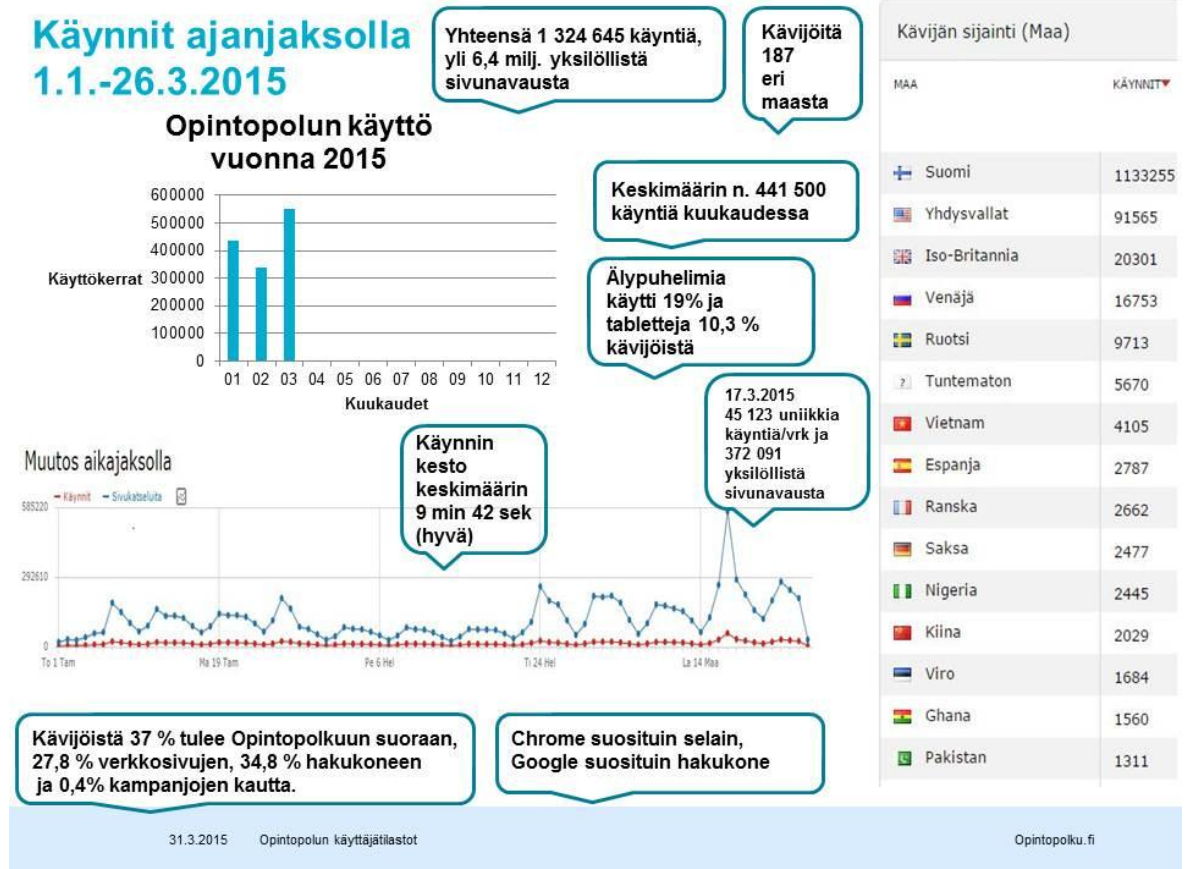 Käynnit ajanjaksolla
1.1.-26.3.2015
Yhteensä 1 324 645 käyntiä,
yli 6,4 milj. yksilöllistä
sivunavausta
Kävijöitä
187
eri
maasta
Opintopolun käyttö
vuonna 2015
600000
500000
400000
300000
200000
100000
0
Käyttökerrat
01 02 03 04 05 06 07 08 09 10 11 12
Kuukaudet
Keskimäärin n. 441 500
käyntiä kuukaudessa
Älypuhelimia
käytti 19% ja
tabletteja 10,3 %
kävijöistä
17.3.2015
45 123 uniikkia
käyntiä/vrk ja
372 091
yksilöllistä
sivunavausta
Käynnin
kesto
keskimäärin
9 min 42 sek
(hyvä)
Muutos aikajaksolla
Käynnit Sivukatseluita
585220
292610
0
To 1 Tam Ma 19 Tam Pe 6 Hel Ti 24 Hel La 14 Maa
Kävijöistä 37 % tulee Opintopolkuun suoraan,
27,8 % verkkosivujen, 34,8 % hakukoneen
ja 0,4% kampanjojen kautta.
Chrome suosituin selain,
Google suosituin hakukone
Kävijän sijainti (Maa)
MAA KÄYNNIT
Suomi 1133255
Yhdysvallat 91565
Iso-Britannia 20301
Venäjä 16753
Ruotsi 9713
? Tuntematon 5670
Vietnam 4105
Espanja 2787
Ranska 2662
Saksa 2477
Nigeria 2445
Kiina 2029
Viro 1684
Ghana 1560
Pakistan 1311
31.3.2015 Opintopolun käyttäjätilastot Opintopolku.fi